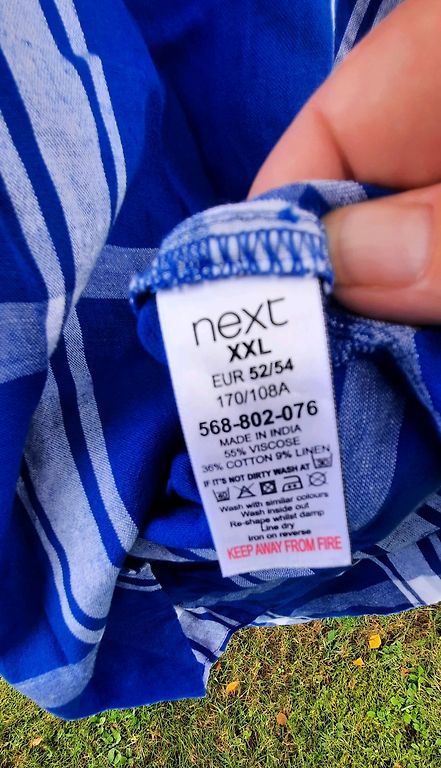 next
XXL
EUR 52/54
170/108A
568-802-076
MADE IN INDIA
55% VISCOSE
36% COTTON 9% LINEN
IF IT'S NOT DIRTY WASH AT
Wash with similar colours
Wash inside out
Re-shape whilst damp
Line dry
Iron on reverse
KEEP AWAY FROM FIRE